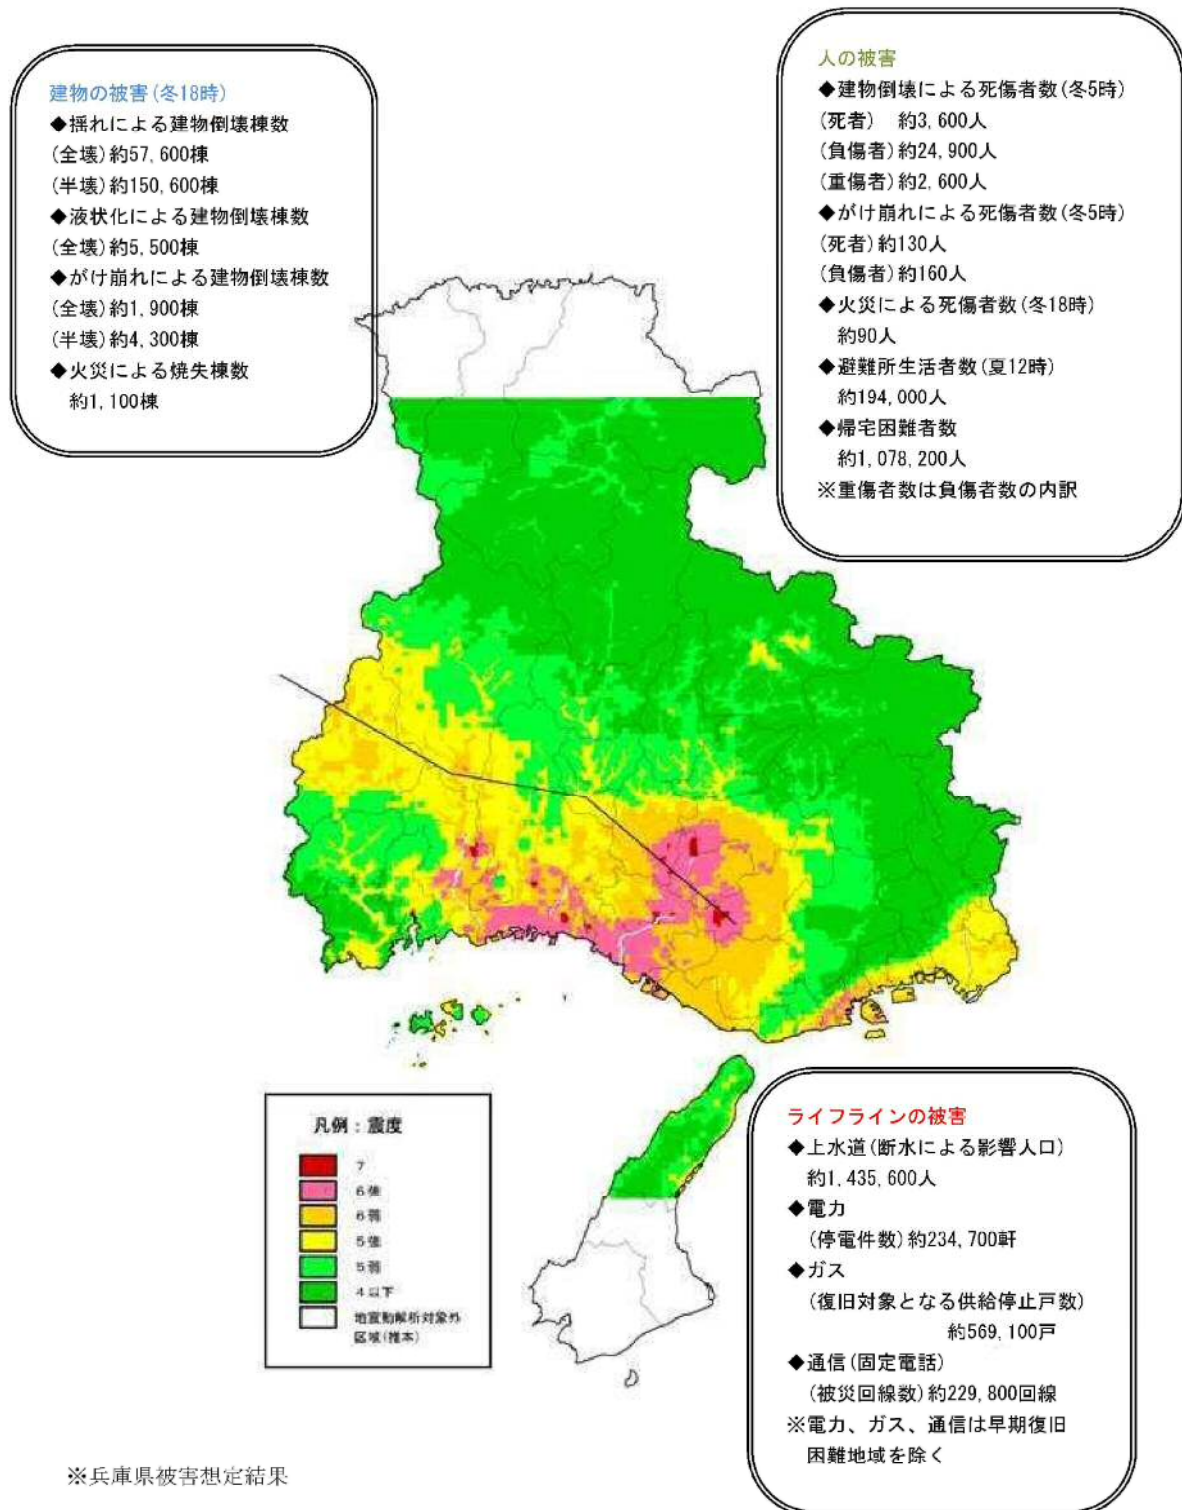 建物の被害(冬18時)
◆揺れによる建物倒壊棟数
(全壊)約57,600棟
(半壊)約150,600棟
◆液状化による建物倒壊棟数
(全壊)約5,500棟
◆がけ崩れによる建物倒壊棟数
(全壊)約1,900棟
(半壊)約4,300棟
◆火災による焼失棟数
約1,100棟
人の被害
◆建物倒壊による死傷者数(冬5時)
(死者) 約3,600人
(負傷者)約24,900人
(重傷者)約2,600人
◆がけ崩れによる死傷者数(冬5時)
(死者)約130人
(負傷者)約160人
◆火災による死傷者数(冬18時)
約90人
◆避難所生活者数(夏12時)
約194,000人
◆帰宅困難者数
約1,078,200人
※重傷者数は負傷者数の内訳
凡例:震度
7
6強
6弱
5強
5弱
4以下
地震動解析対象外
区域(推本)
ライフラインの被害
◆上水道(断水による影響人口)
約1,435,600人
◆電力
(停電件数)約234,700軒
◆ガス
(復旧対象となる供給停止戸数)
約569,100戸
◆通信(固定電話)
(被災回線数)約229,800回線
※電力、ガス、通信は早期復旧
困難地域を除く
※兵庫県被害想定結果